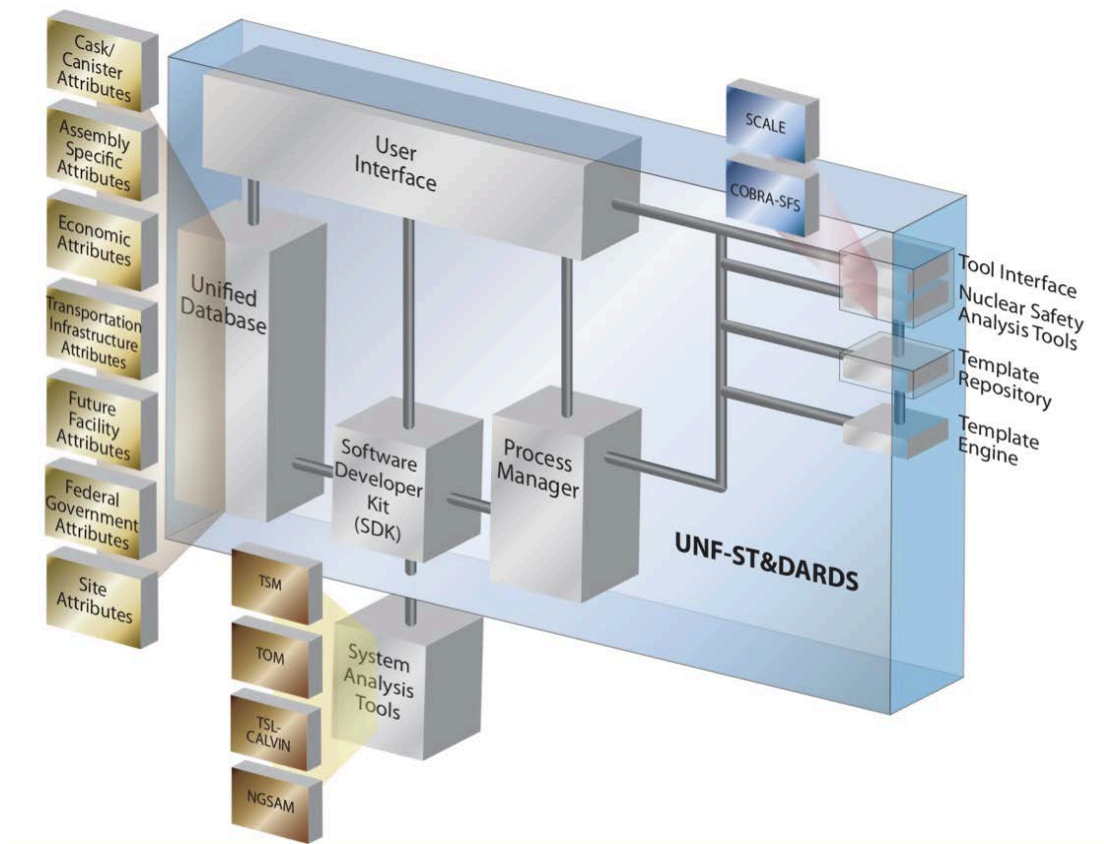 Cask/
Canister
Attributes
Assembly
Specific
Attributes
Economic
Attributes
Transportation
Infrastructure
Attributes
Future
Facility
Attributes
Federal
Government
Attributes
Site
Attributes
User
Interface
Unified
Database
Software
Developer
Kit
(SDK)
Process
Manager
SCALE
COBRA-SFS
Tool Interface
Nuclear Safety
Analysis Tools
Template
Repository
Template
Engine
UNF-ST&DARDS
TSM
TOM
TSL-
CALVIN
NGSAM
System
Analysis
Tools